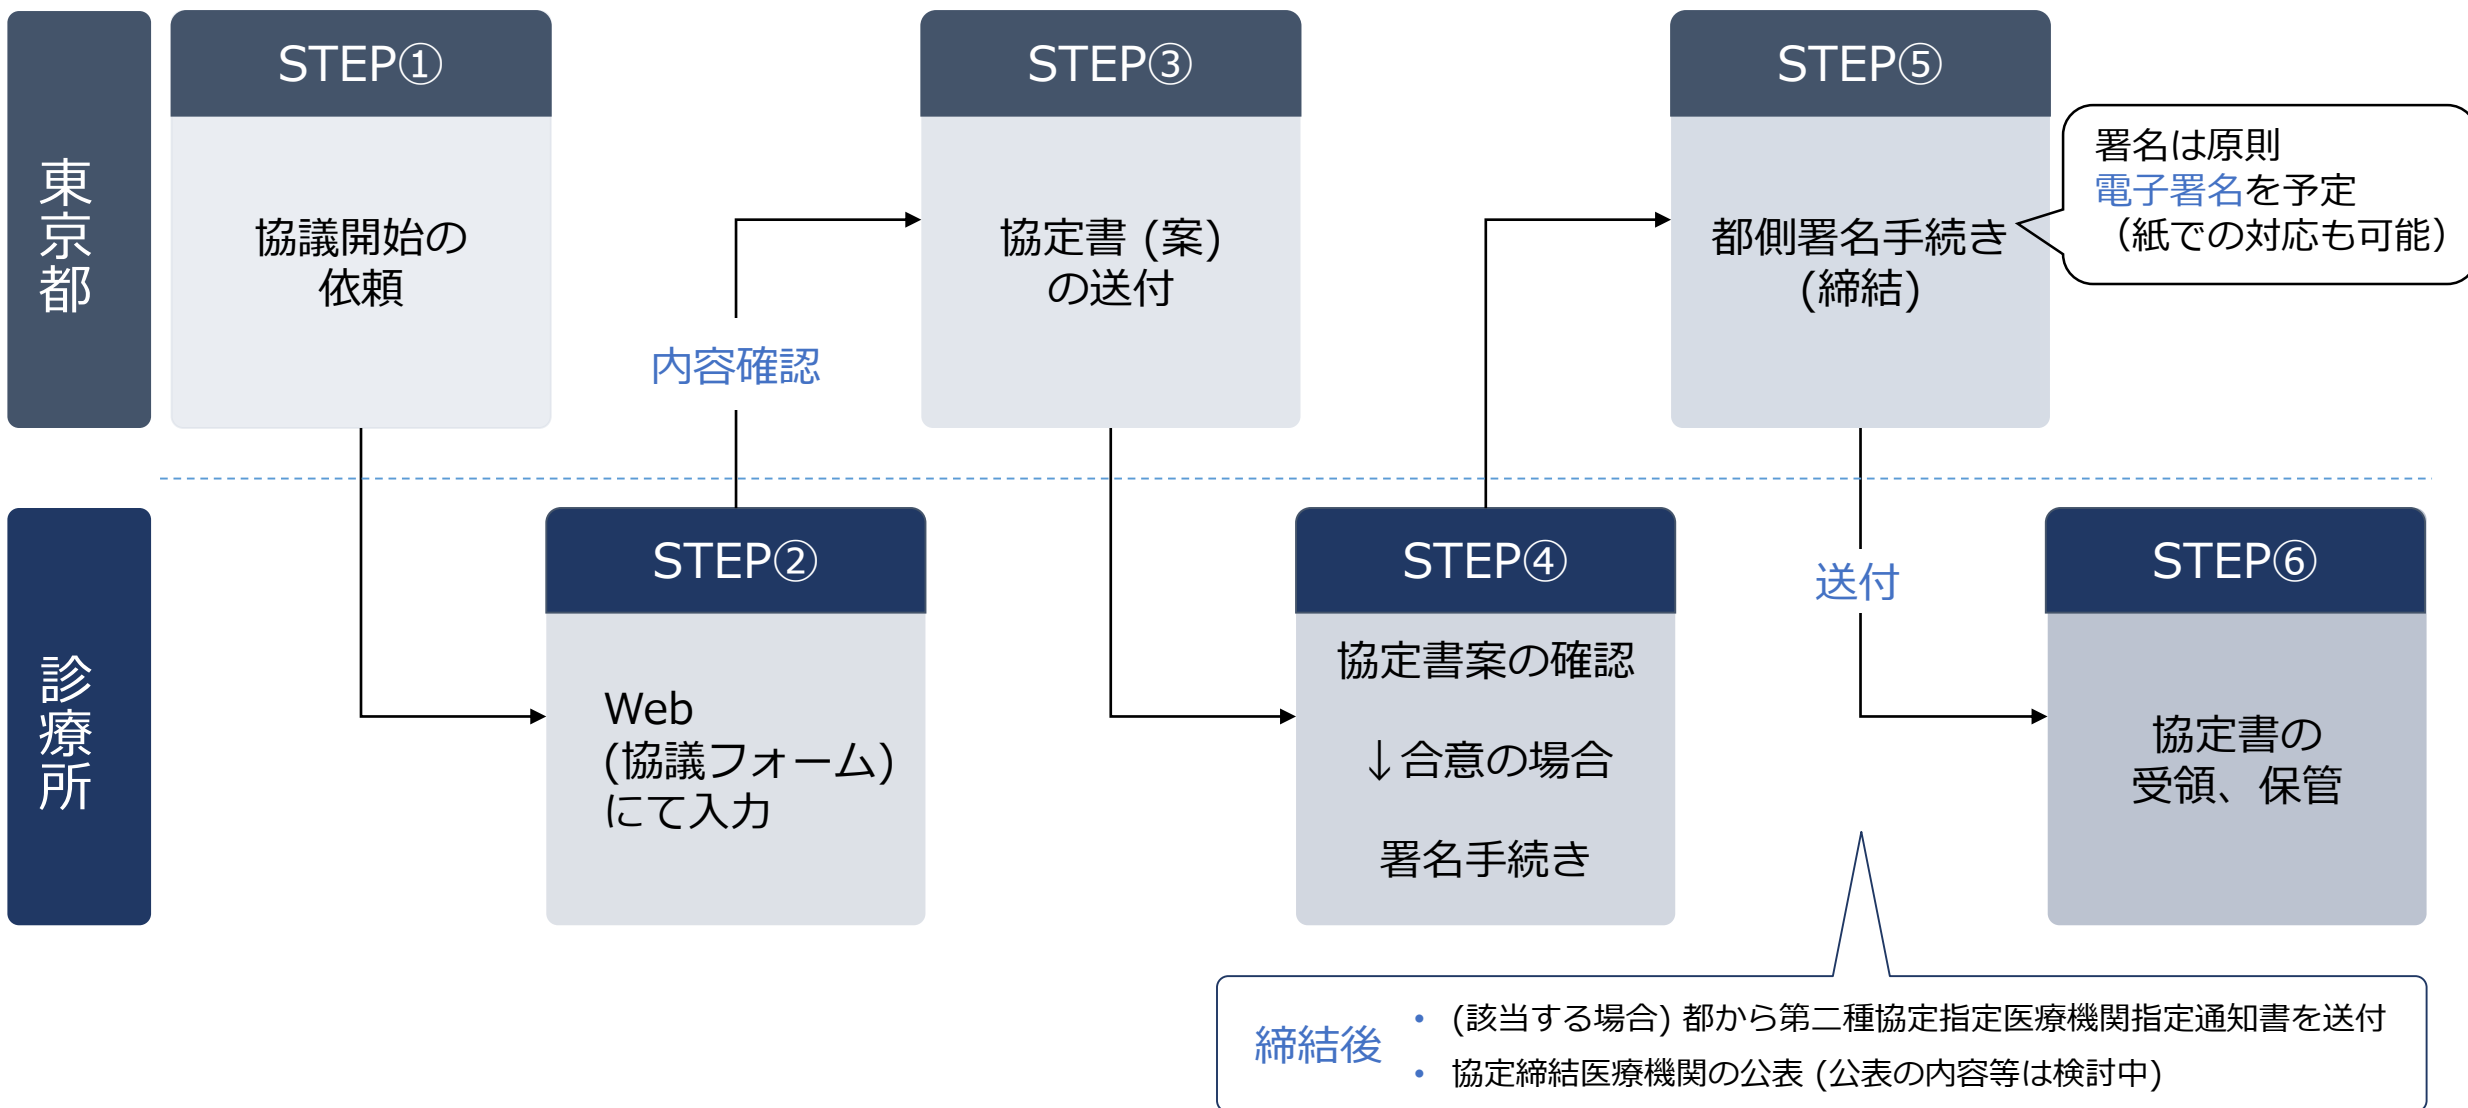 東京都
STEP①
協議開始の
依頼
STEP③
協定書 (案)
の送付
STEP⑤
都側署名手続き
(締結)
署名は原則
電子署名を予定
（紙での対応も可能）
内容確認
診療所
STEP②
Web
(協議フォーム)
にて入力
STEP④
協定書案の確認
↓合意の場合
署名手続き
送付
STEP⑥
協定書の
受領、保管
締結後
• (該当する場合) 都から第二種協定指定医療機関指定通知書を送付
• 協定締結医療機関の公表 (公表の内容等は検討中)